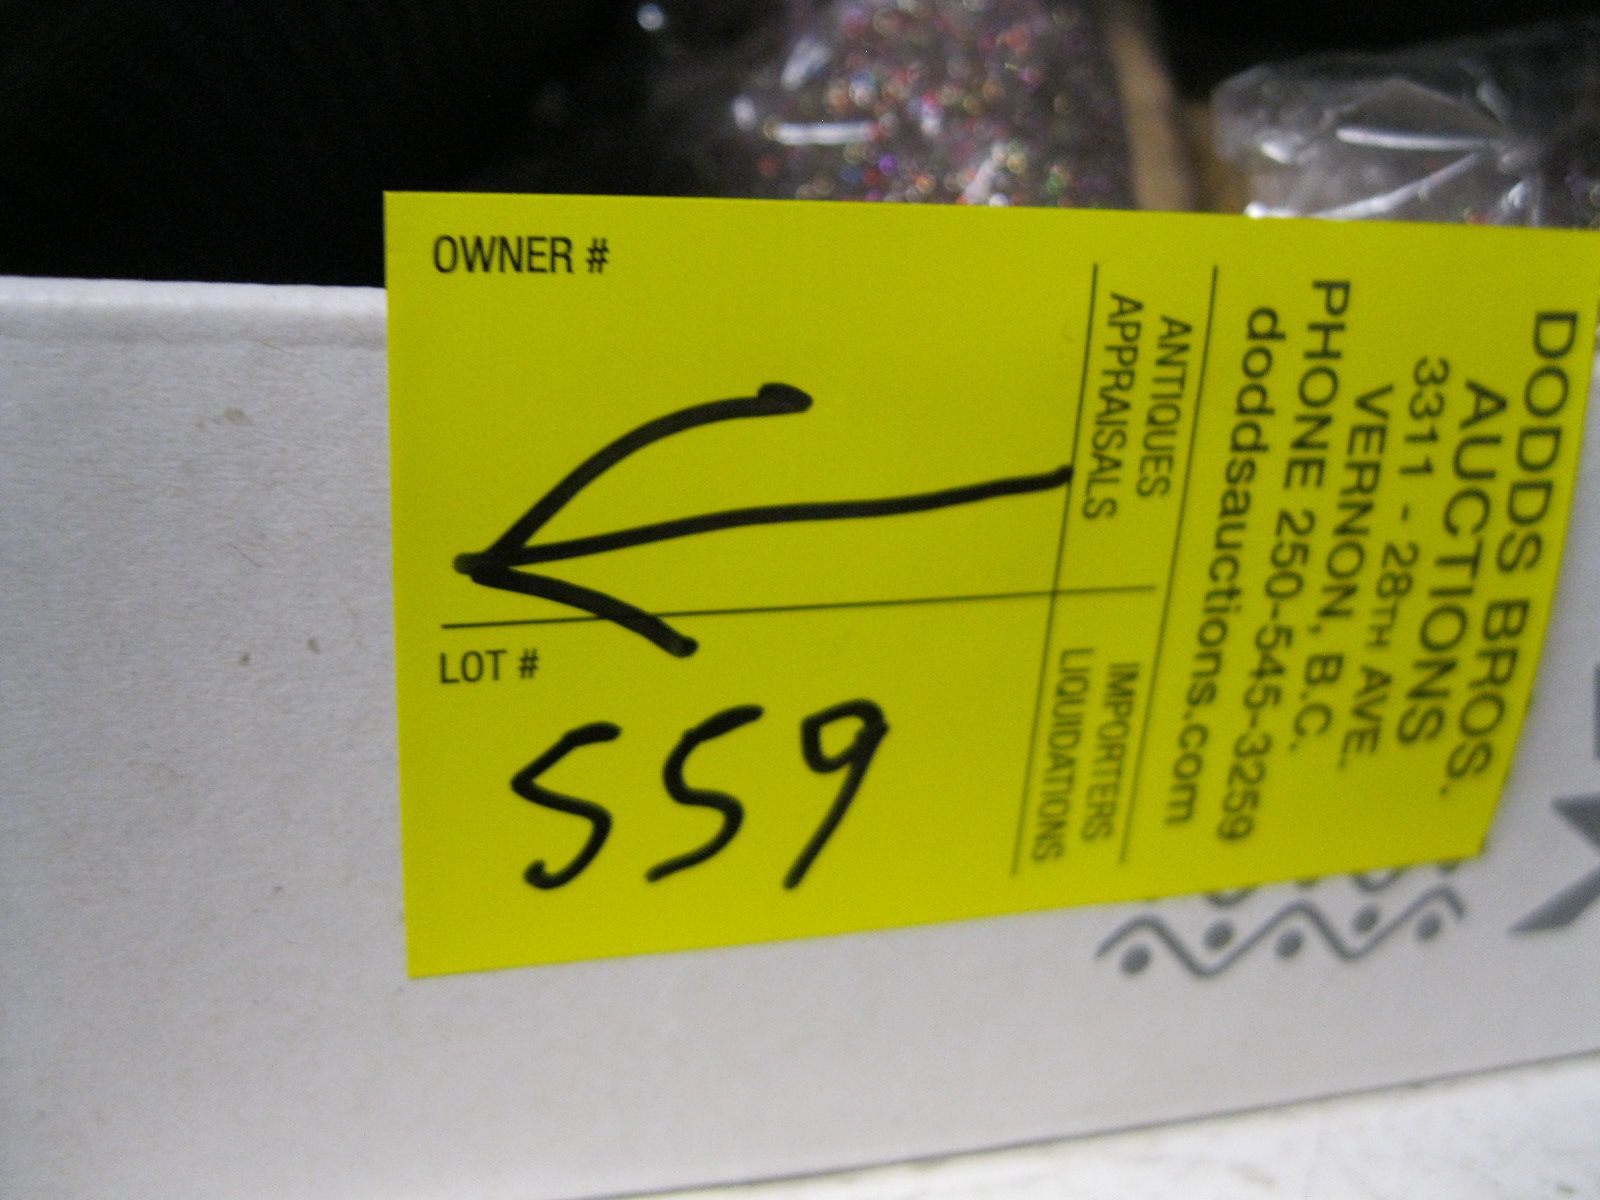 DODDS BROS.
AUCTIONS
3311 - 28TH AVE.
VERNON, B.C.
PHONE 250-545-3259
doddsauctions.com
ANTIQUES
APPRAISALS
IMPORTERS
LIQUIDATIONS
OWNER #
LOT #
559